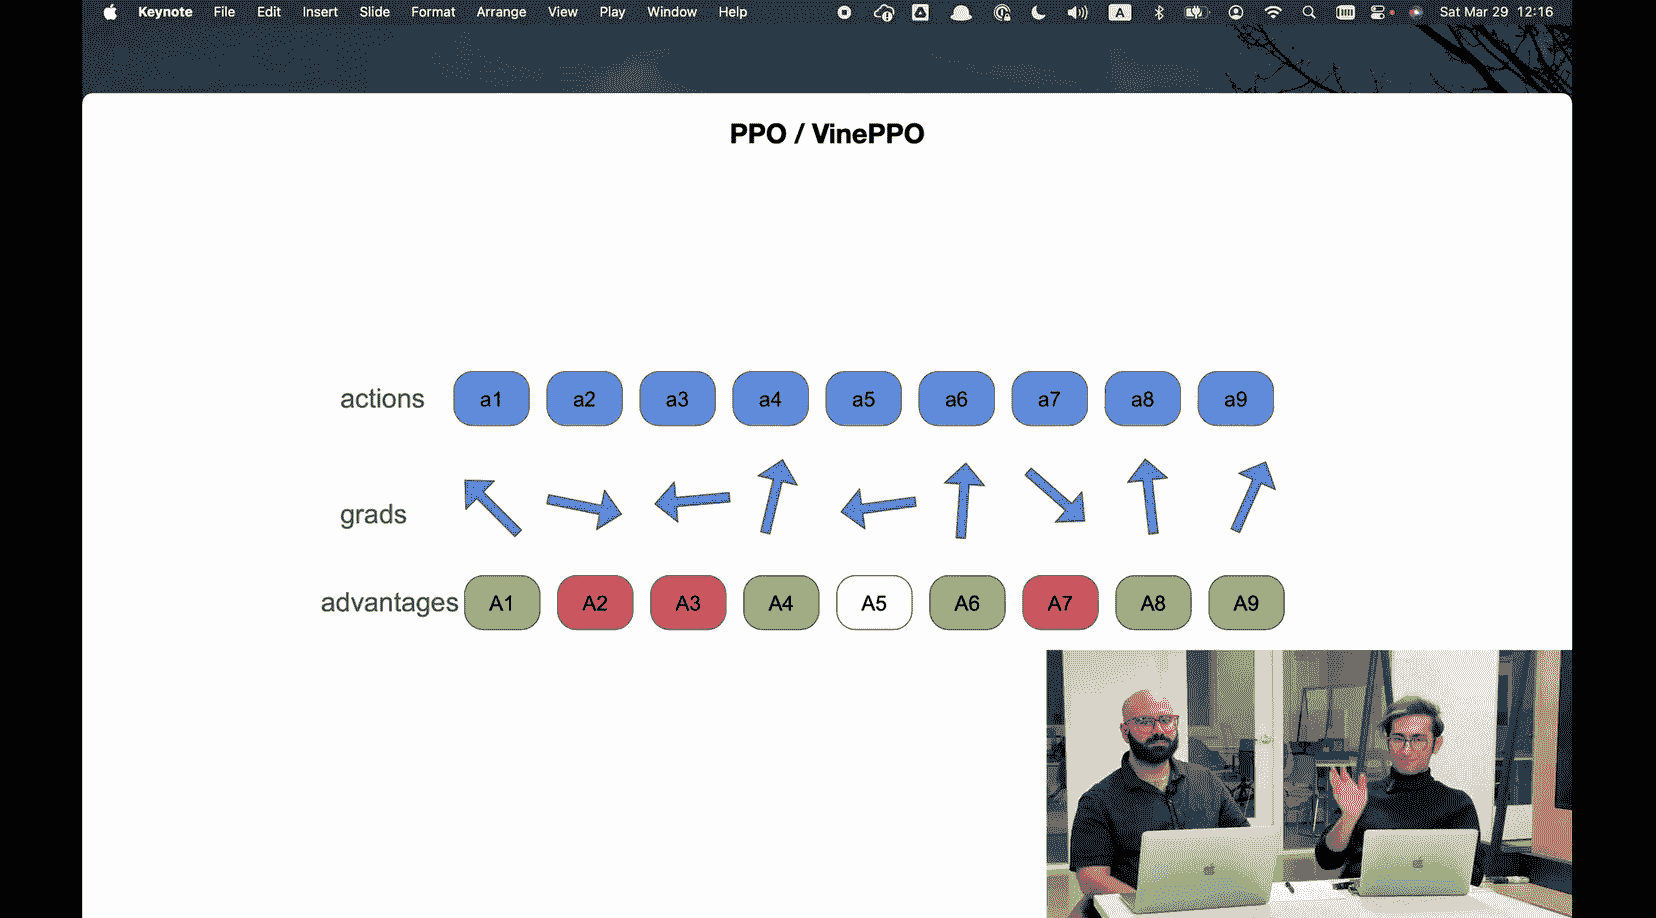 Keynote File Edit Insert Slide Format Arrange View Play Window Help A Sat Mar 29 12:16
PPO / VinePPO
actions a1 a2 a3 a4 a5 a6 a7 a8 a9
grads
advantages A1 A2 A3 A4 A5 A6 A7 A8 A9